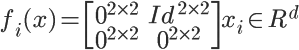 f_i(x) = [ 0^{2×2} Id^{2×2} ; 0^{2×2} 0^{2×2} ] x_i ∈ R^d